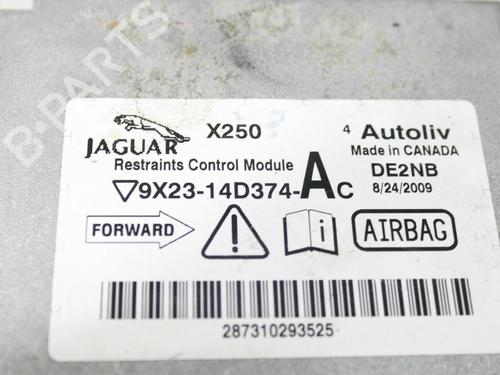 B-PARTS
JAGUAR
X250
4 Autoliv
Made in CANADA
Restraints Control Module
DE2NB
9X23-14D374-AC
8/24/2009
FORWARD
AIRBAG
287310293525